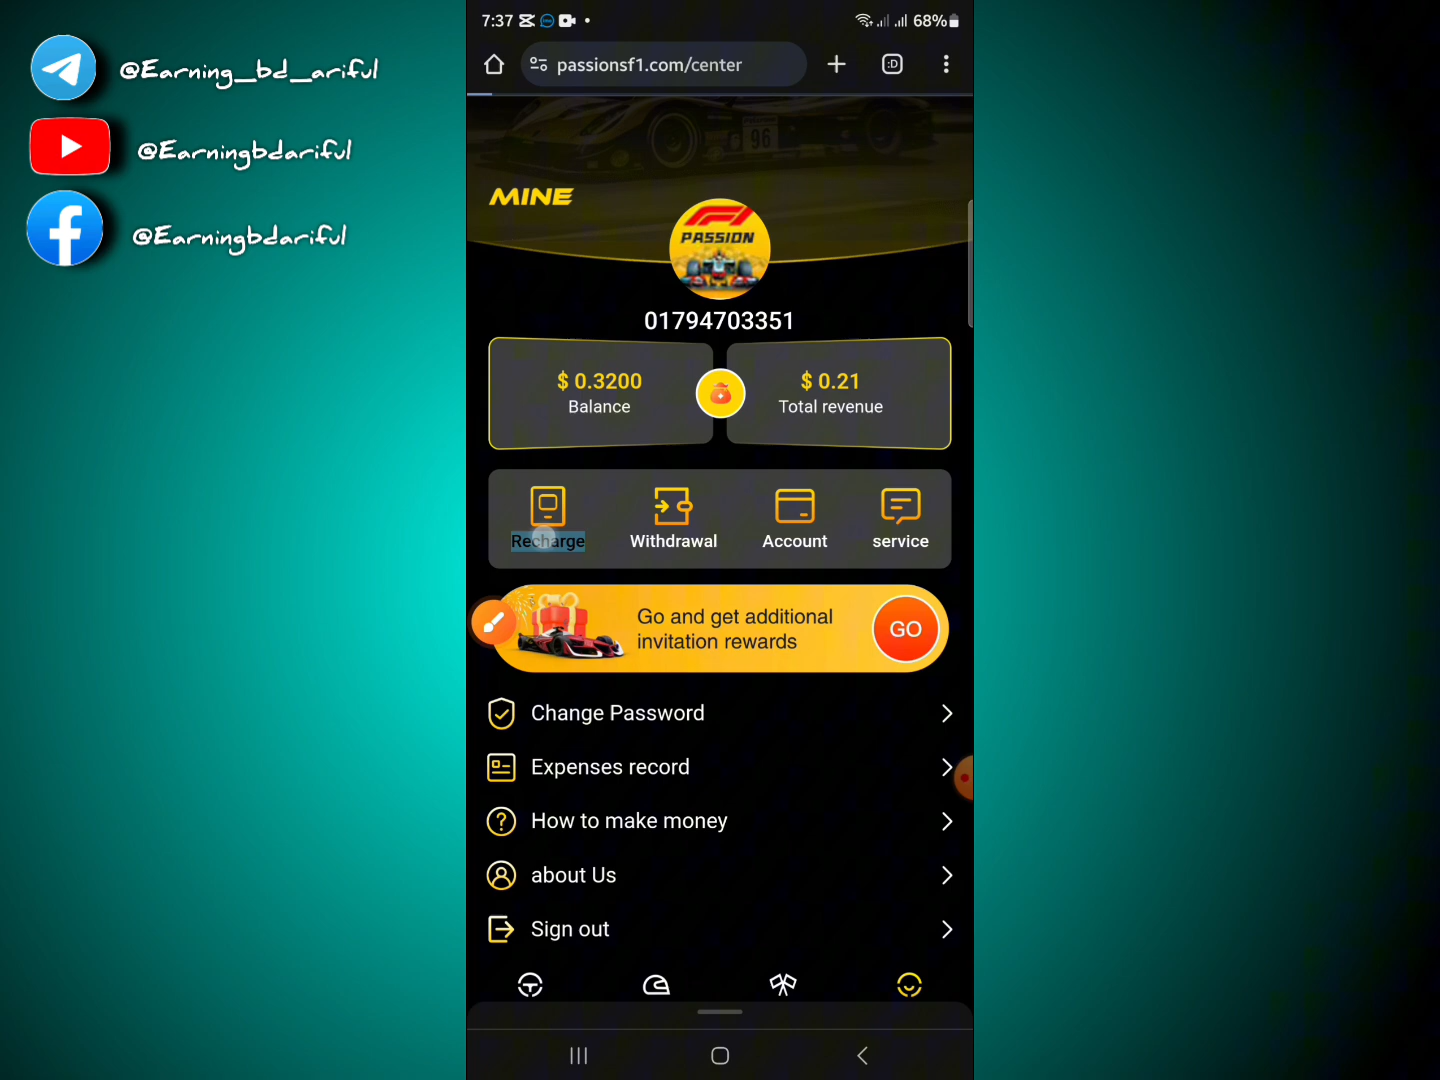 @Earning_bd_ariful
@Earningbdariful
@Earningbdariful
7:37
68%
passionsf1.com/center
:D
96
MINE
PASSION
01794703351
$ 0.3200
Balance
$ 0.21
Total revenue
Recharge
Withdrawal
Account
service
Go and get additional
invitation rewards
GO
Change Password
Expenses record
How to make money
about Us
Sign out